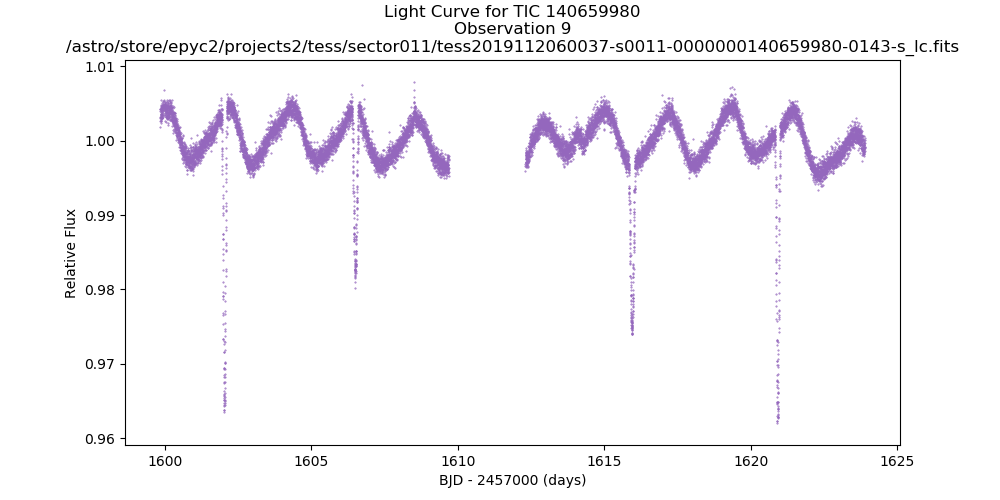 Light Curve for TIC 140659980
Observation 9
/astro/store/epyc2/projects2/tess/sector011/tess2019112060037-s0011-0000000140659980-0143-s_lc.fits
1.01
1.00
0.99
0.98
0.97
0.96
Relative Flux
1600
1605
1610
1615
1620
1625
BJD - 2457000 (days)